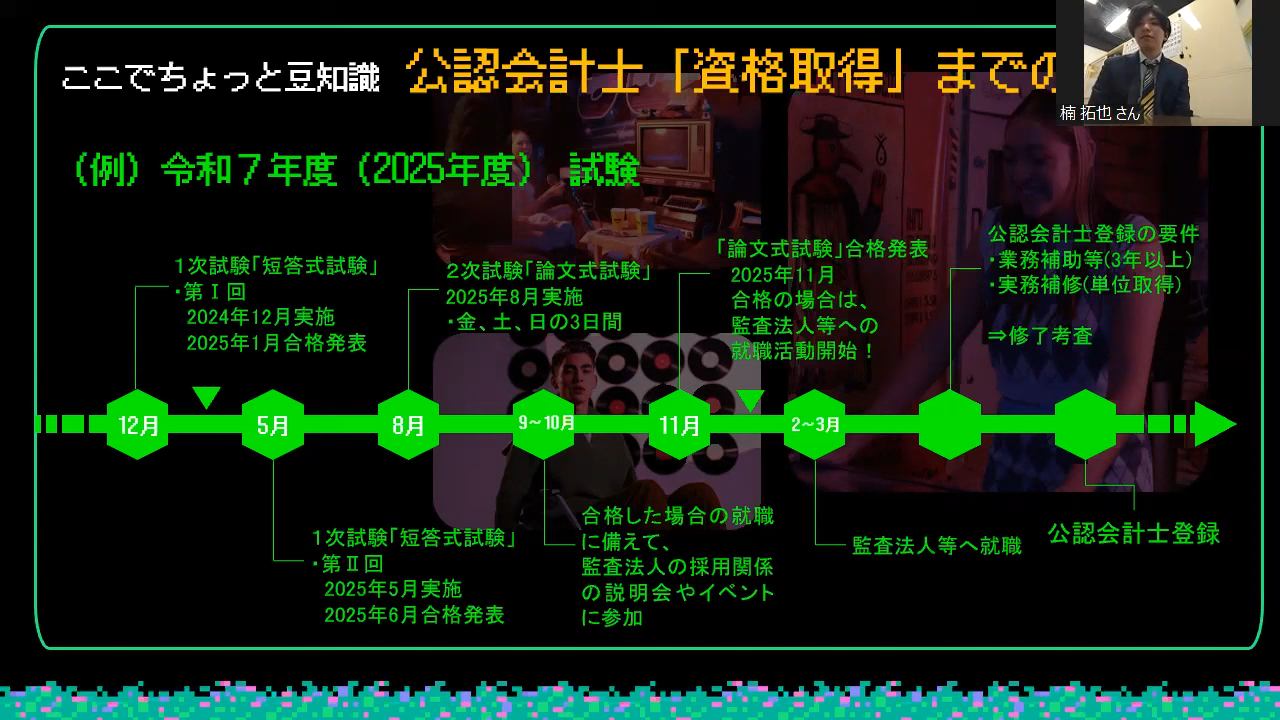 ここでちょっと豆知識 公認会計士「資格取得」までの
楠 拓也 さん
(例) 令和７年度 (2025年度) 試験
１次試験｢短答式試験｣
・第Ⅰ回
2024年12月実施
2025年1月合格発表
２次試験｢論文式試験｣
2025年8月実施
・金、土、日の3日間
｢論文式試験｣合格発表
2025年11月
合格の場合は、
監査法人等への
就職活動開始！
公認会計士登録の要件
・業務補助等(3年以上)
・実務補修(単位取得)
⇒修了考査
12月
5月
8月
9～10月
11月
2～3月
１次試験｢短答式試験｣
・第Ⅱ回
2025年5月実施
2025年6月合格発表
合格した場合の就職
に備えて、
監査法人の採用関係
の説明会やイベント
に参加
監査法人等へ就職
公認会計士登録